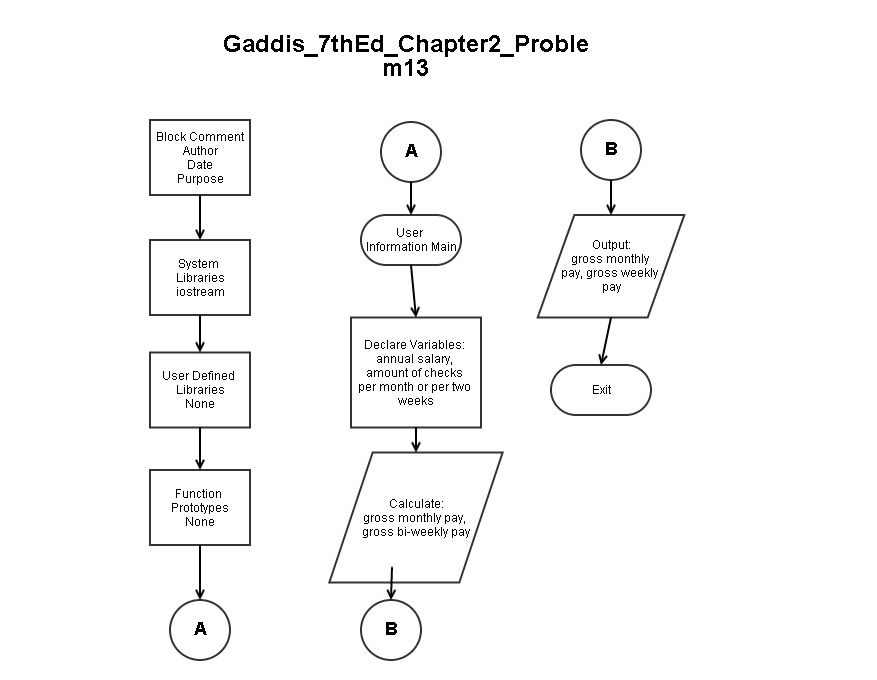 Gaddis_7thEd_Chapter2_Proble
m13
Block Comment
Author
Date
Purpose
System
Libraries
iostream
User Defined
Libraries
None
Function
Prototypes
None
A
A
User
Information Main
Declare Variables:
annual salary,
amount of checks
per month or per two
weeks
Calculate:
gross monthly pay,
gross bi-weekly pay
B
B
Output:
gross monthly
pay, gross weekly
pay
Exit